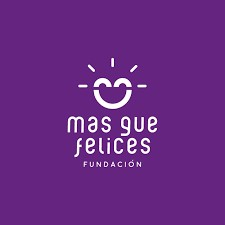 mas que
felices
FUNDACIÓN